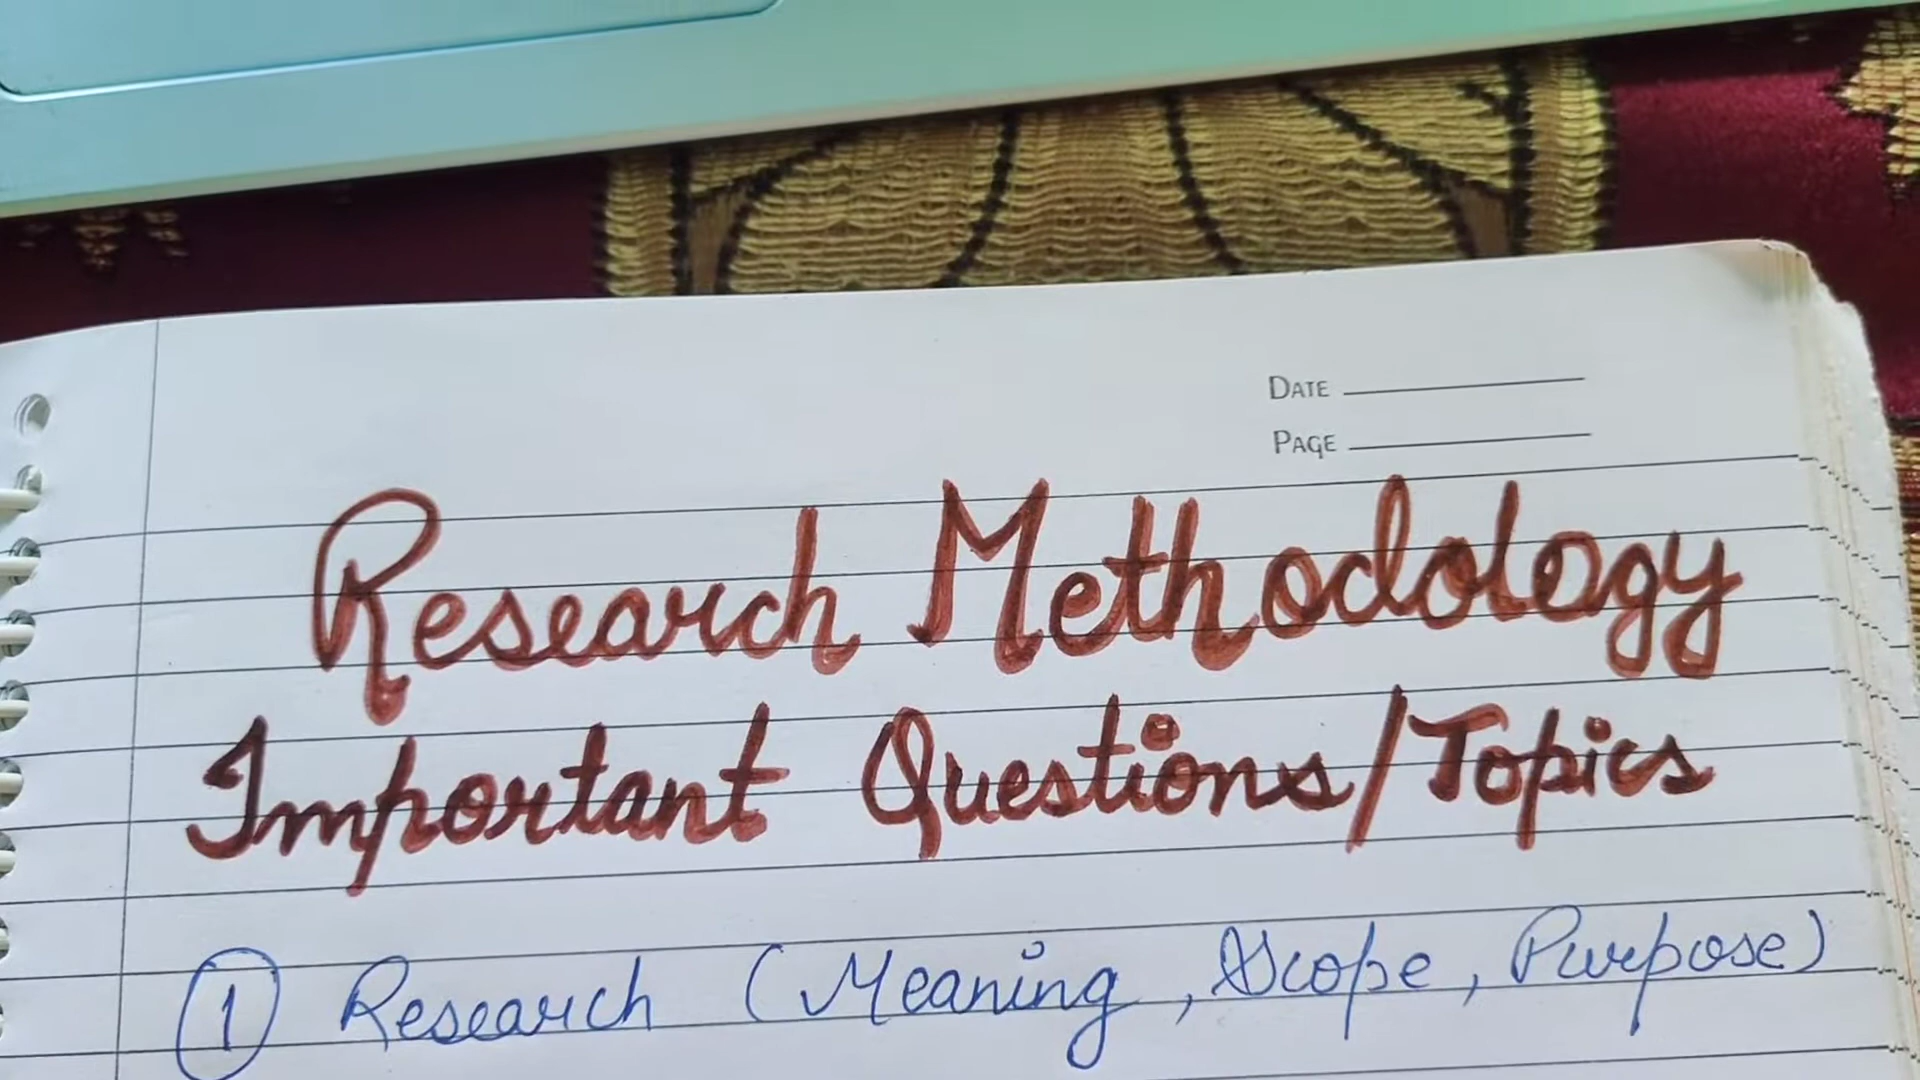 DATE
PAGE
Research Methodology
Important Questions/Topics
1 Research (Meaning, Scope, Purpose)